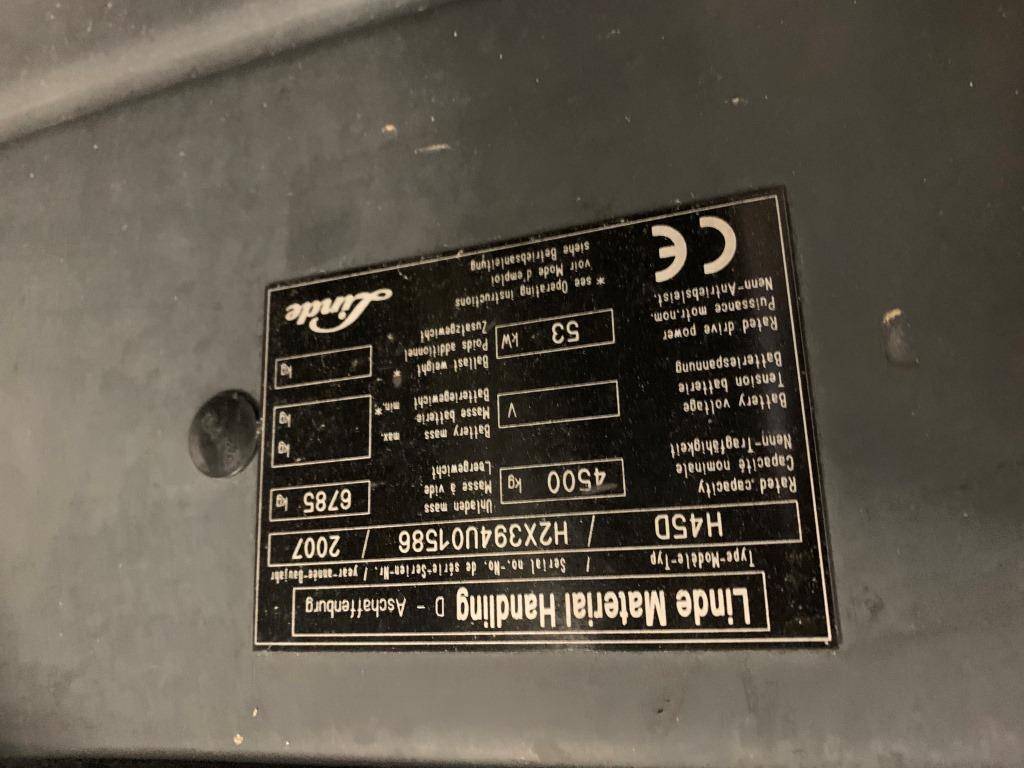 Linde Material Handling D - Aschaffenburg
Type-Modèle-Typ / Serial no.-No. de série-Serien-Nr. / year-année-Baujahr
H45D / H2X394U01586 / 2007
Rated capacity
Capacité nominale
Nenn-Tragfähigkeit
4500 kg
Unladen mass
Masse à vide
Leergewicht
6785 kg
Battery voltage
Tension batterie
Batteriespannung
V
Battery mass
Masse batterie
Batteriegewicht
max. kg
min.* kg
Rated drive power
Puissance motr.nom.
Nenn-Antriebsleist.
53 kW
Ballast weight
Poids additionnel *
Zusatzgewicht
kg
* see Operating instructions
voir Mode d'emploi
siehe Betriebsanleitung
CE
Linde